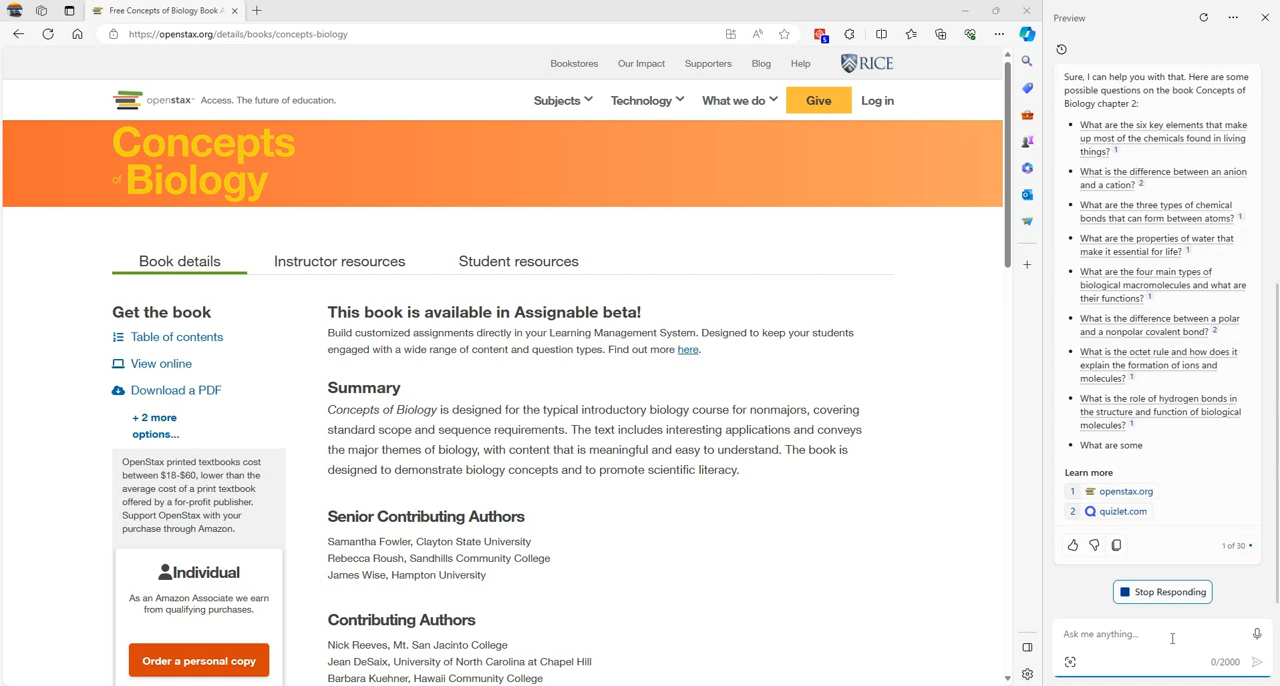 Free Concepts of Biology Book A
https://openstax.org/details/books/concepts-biology
5
Bookstores Our Impact Supporters Blog Help RICE
openstax™ Access. The future of education.
Subjects Technology What we do Give Log in
Concepts
of Biology
Book details Instructor resources Student resources
Get the book
Table of contents
View online
Download a PDF
+ 2 more
options...
OpenStax printed textbooks cost
between $18-$60, lower than the
average cost of a print textbook
offered by a for-profit publisher.
Support OpenStax with your
purchase through Amazon.
Individual
As an Amazon Associate we earn
from qualifying purchases.
Order a personal copy
This book is available in Assignable beta!
Build customized assignments directly in your Learning Management System. Designed to keep your students
engaged with a wide range of content and question types. Find out more here.
Summary
Concepts of Biology is designed for the typical introductory biology course for nonmajors, covering
standard scope and sequence requirements. The text includes interesting applications and conveys
the major themes of biology, with content that is meaningful and easy to understand. The book is
designed to demonstrate biology concepts and to promote scientific literacy.
Senior Contributing Authors
Samantha Fowler, Clayton State University
Rebecca Roush, Sandhills Community College
James Wise, Hampton University
Contributing Authors
Nick Reeves, Mt. San Jacinto College
Jean DeSaix, University of North Carolina at Chapel Hill
Barbara Kuehner, Hawaii Community College
Preview
Sure, I can help you with that. Here are some
possible questions on the book Concepts of
Biology chapter 2:
• What are the six key elements that make
up most of the chemicals found in living
things? 1
• What is the difference between an anion
and a cation? 2
• What are the three types of chemical
bonds that can form between atoms? 1
• What are the properties of water that
make it essential for life? 1
• What are the four main types of
biological macromolecules and what are
their functions? 1
• What is the difference between a polar
and a nonpolar covalent bond? 2
• What is the octet rule and how does it
explain the formation of ions and
molecules? 1
• What is the role of hydrogen bonds in
the structure and function of biological
molecules? 1
• What are some
Learn more
1 openstax.org
2 quizlet.com
1 of 30
Stop Responding
Ask me anything...
0/2000